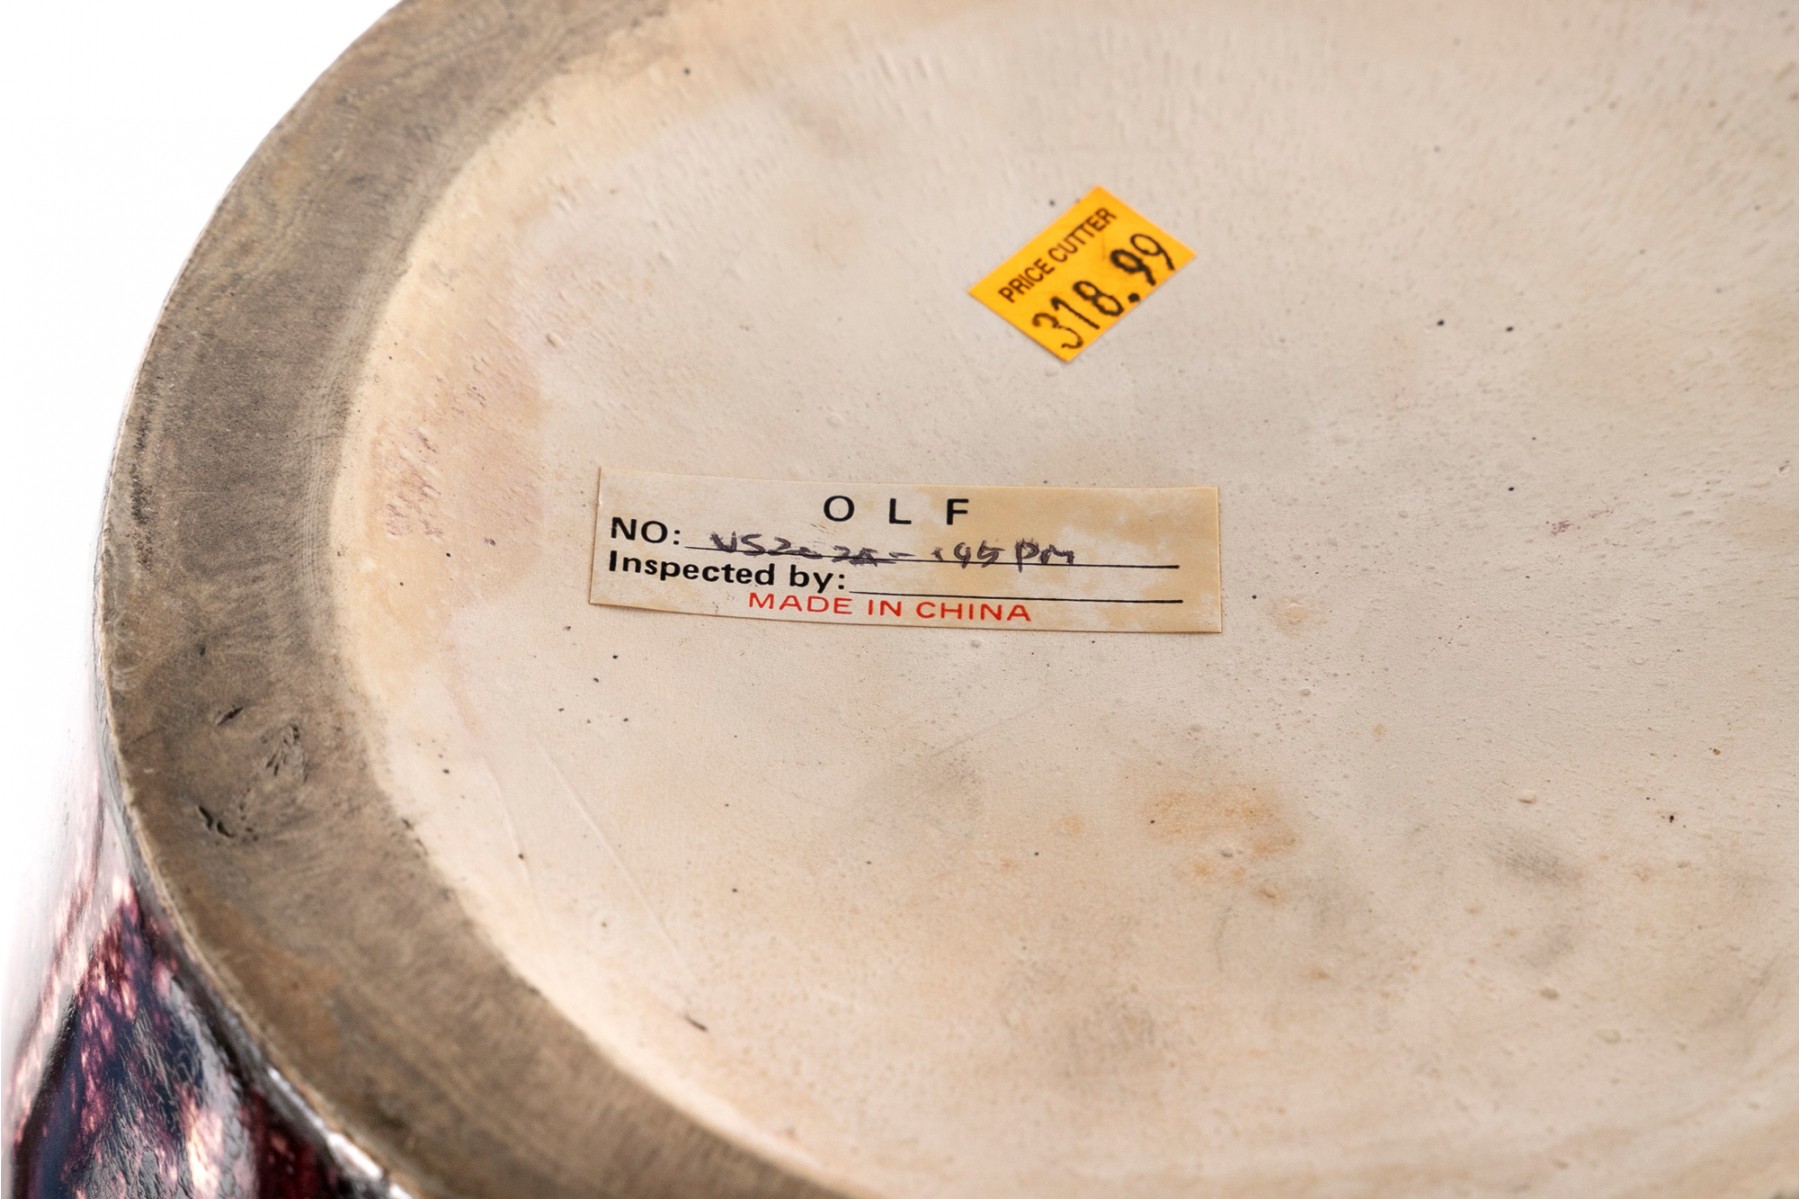 PRICE CUTTER
318.99
O L F
NO:
Inspected by:
MADE IN CHINA